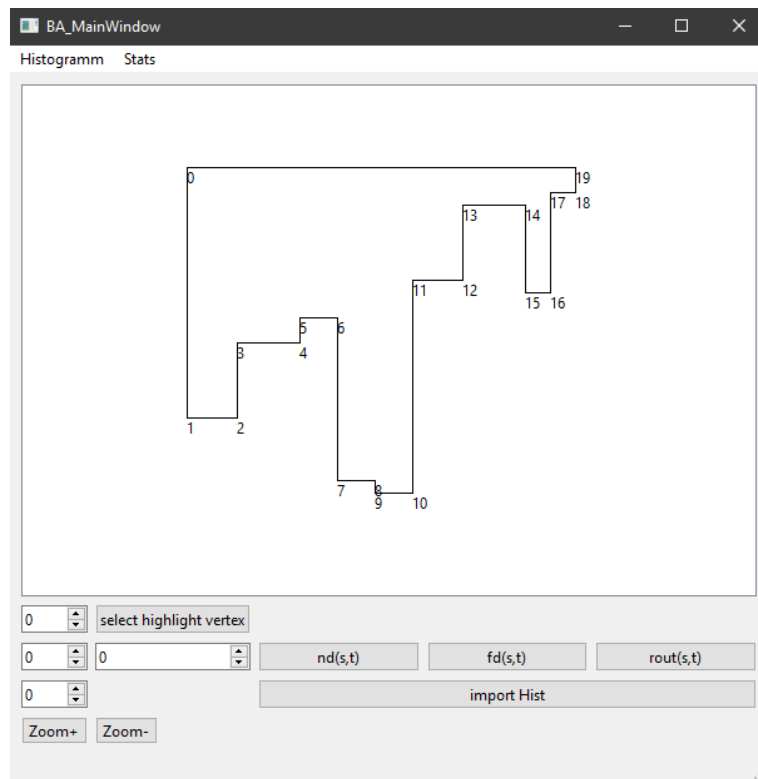 BA_MainWindow
Histogramm Stats
0 19
17 18
13 14
11 12
15 16
5 6
3 4
1 2
7 8
9 10
0 select highlight vertex
0 0 nd(s,t) fd(s,t) rout(s,t)
0 import Hist
Zoom+ Zoom-